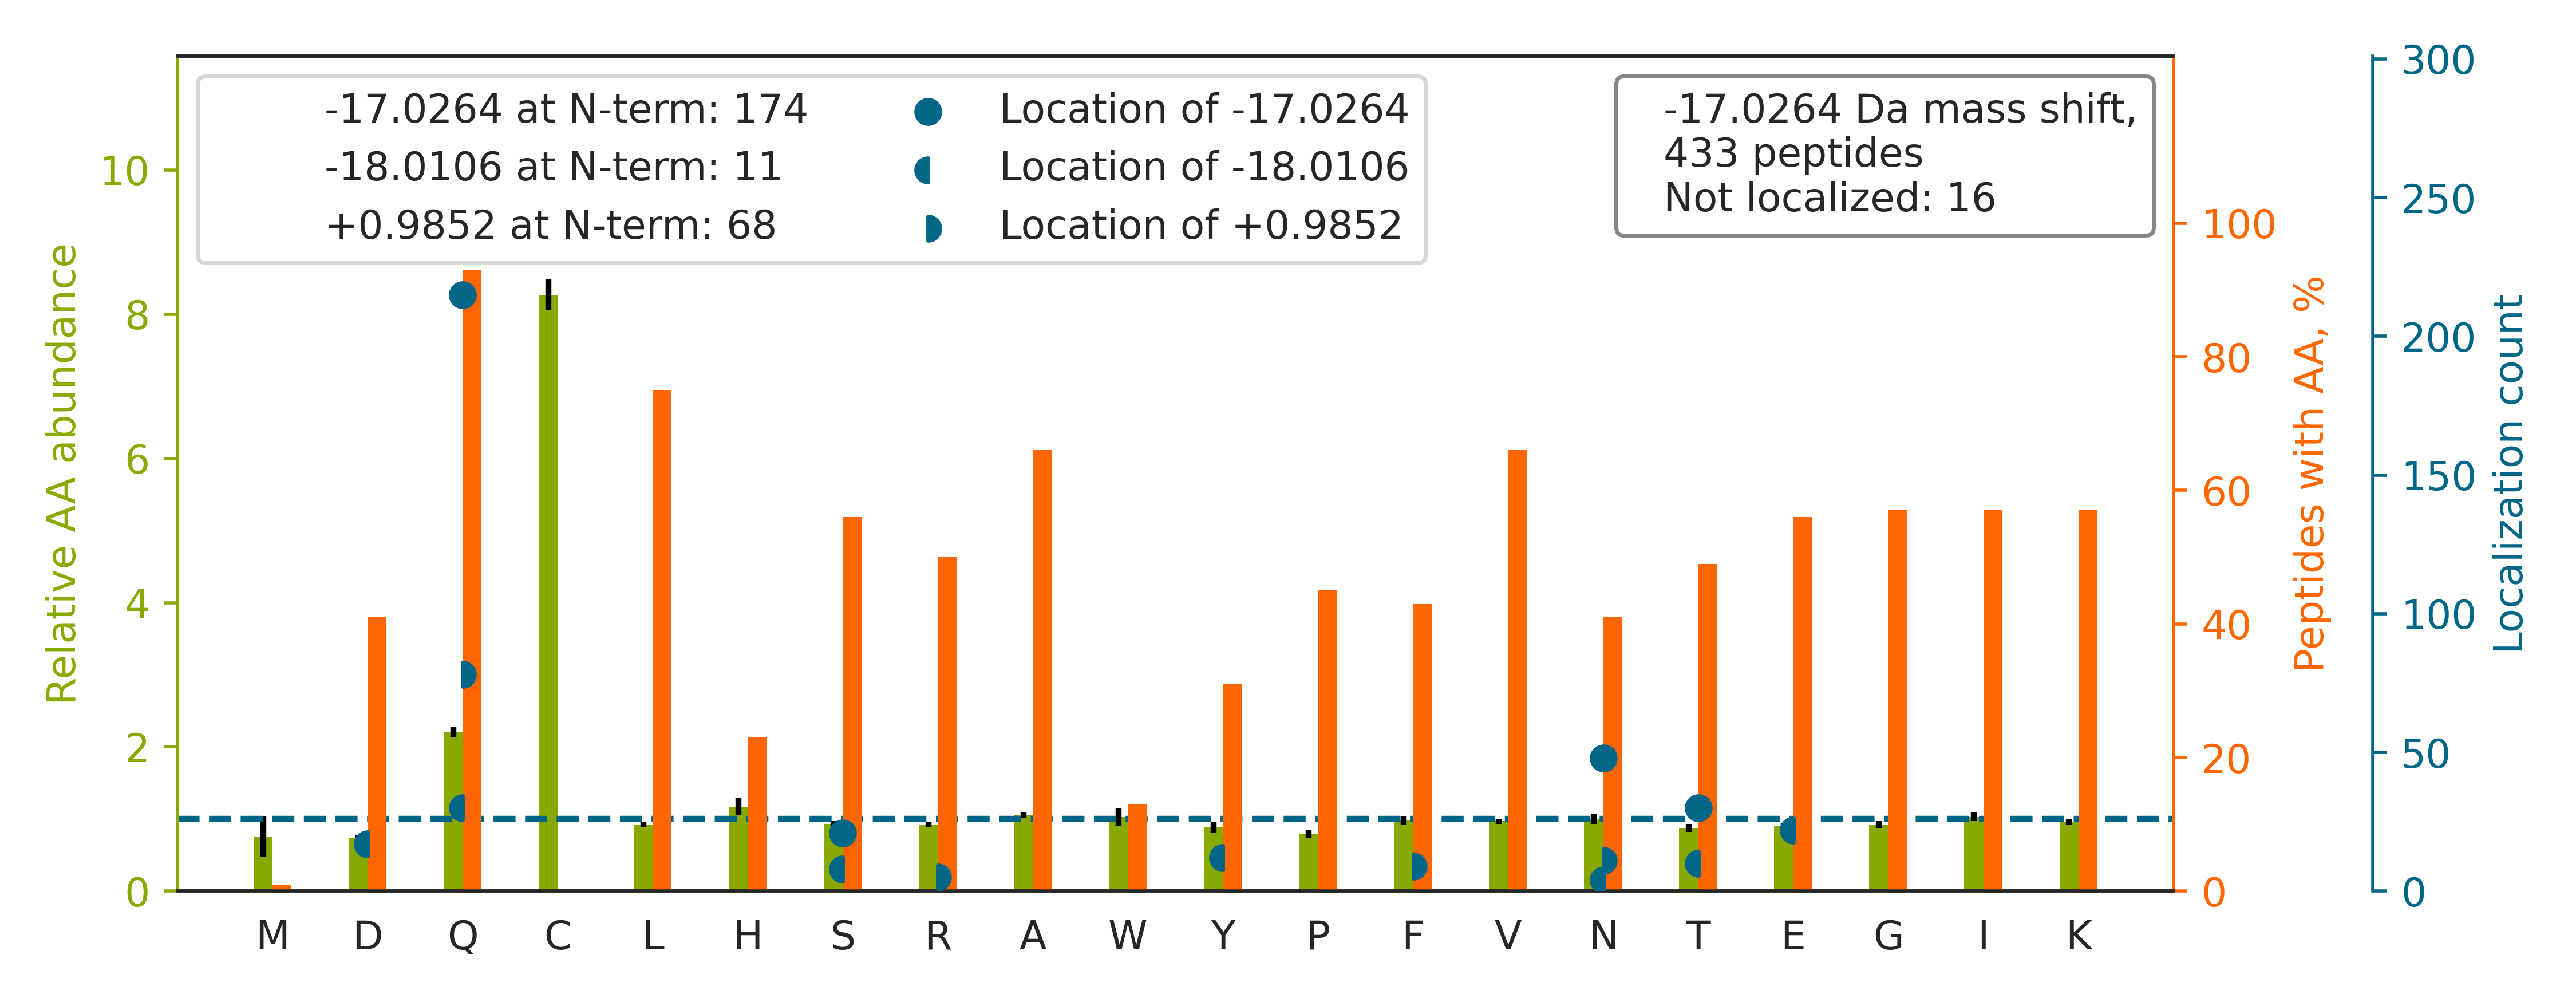 -17.0264 at N-term: 174
-18.0106 at N-term: 11
+0.9852 at N-term: 68
Location of -17.0264
Location of -18.0106
Location of +0.9852
-17.0264 Da mass shift,
433 peptides
Not localized: 16
Relative AA abundance
10
8
6
4
2
0
M D Q C L H S R A W Y P F V N T E G I K
100
80
60
40
20
0
Peptides with AA, %
300
250
200
150
100
50
0
Localization count